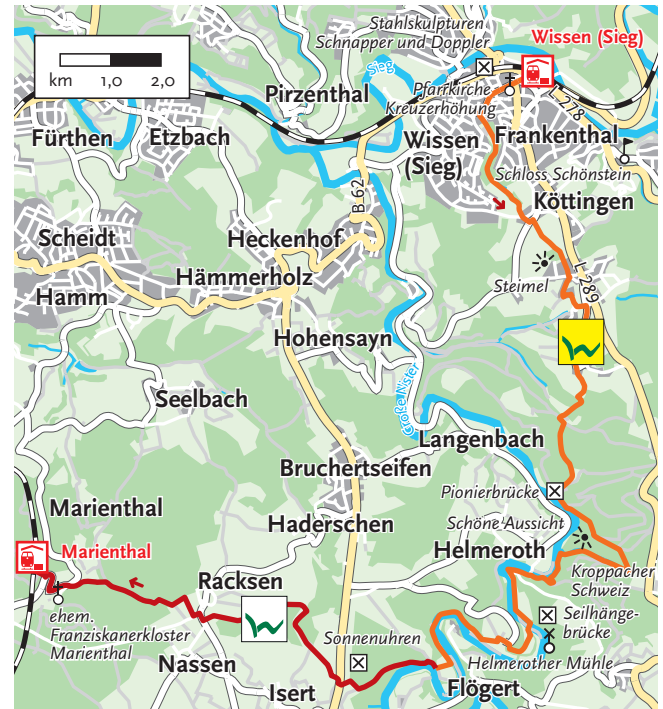 Stahlskulpturen
Schnapper und Doppler
Wissen (Sieg)
km 1,0 2,0
Sieg
Pirzenthal
Pfarrkirche
Kreuzerhöhung
L 278
Fürthen
Etzbach
Wissen
(Sieg)
Frankenthal
Schloss Schönstein
B 62
Köttingen
Scheidt
Heckenhof
Hämmerholz
Steimel
L 289
Hamm
Hohensayn
Große Nister
Seelbach
Langenbach
Bruchertseifen
Pionierbrücke
Marienthal
Haderschen
Schöne Aussicht
Marienthal
Helmeroth
Kroppacher
Schweiz
Racksen
Seilhänge-
brücke
ehem.
Franziskanerkloster
Marienthal
Sonnenuhren
Nassen
Helmerother Mühle
Isert
Flögert